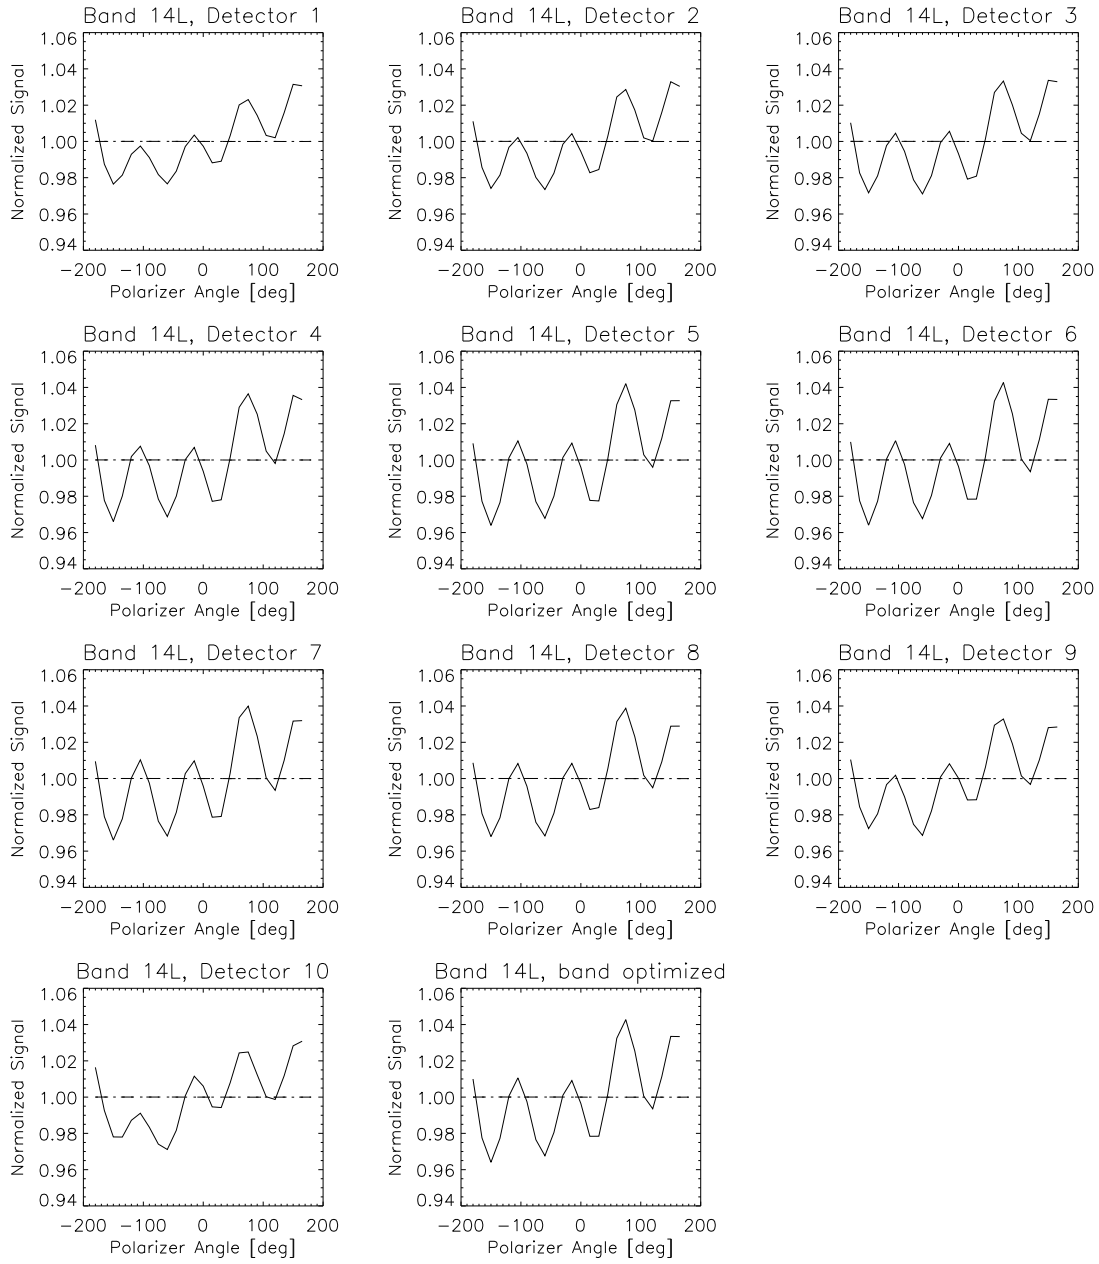 Band 14L, Detector 1
Band 14L, Detector 2
Band 14L, Detector 3
1.06
1.04
1.02
1.00
0.98
0.96
0.94
Normalized Signal
−200 −100 0 100 200
Polarizer Angle [deg]
1.06
1.04
1.02
1.00
0.98
0.96
0.94
Normalized Signal
−200 −100 0 100 200
Polarizer Angle [deg]
1.06
1.04
1.02
1.00
0.98
0.96
0.94
Normalized Signal
−200 −100 0 100 200
Polarizer Angle [deg]
Band 14L, Detector 4
Band 14L, Detector 5
Band 14L, Detector 6
1.06
1.04
1.02
1.00
0.98
0.96
0.94
Normalized Signal
−200 −100 0 100 200
Polarizer Angle [deg]
1.06
1.04
1.02
1.00
0.98
0.96
0.94
Normalized Signal
−200 −100 0 100 200
Polarizer Angle [deg]
1.06
1.04
1.02
1.00
0.98
0.96
0.94
Normalized Signal
−200 −100 0 100 200
Polarizer Angle [deg]
Band 14L, Detector 7
Band 14L, Detector 8
Band 14L, Detector 9
1.06
1.04
1.02
1.00
0.98
0.96
0.94
Normalized Signal
−200 −100 0 100 200
Polarizer Angle [deg]
1.06
1.04
1.02
1.00
0.98
0.96
0.94
Normalized Signal
−200 −100 0 100 200
Polarizer Angle [deg]
1.06
1.04
1.02
1.00
0.98
0.96
0.94
Normalized Signal
−200 −100 0 100 200
Polarizer Angle [deg]
Band 14L, Detector 10
Band 14L, band optimized
1.06
1.04
1.02
1.00
0.98
0.96
0.94
Normalized Signal
−200 −100 0 100 200
Polarizer Angle [deg]
1.06
1.04
1.02
1.00
0.98
0.96
0.94
Normalized Signal
−200 −100 0 100 200
Polarizer Angle [deg]